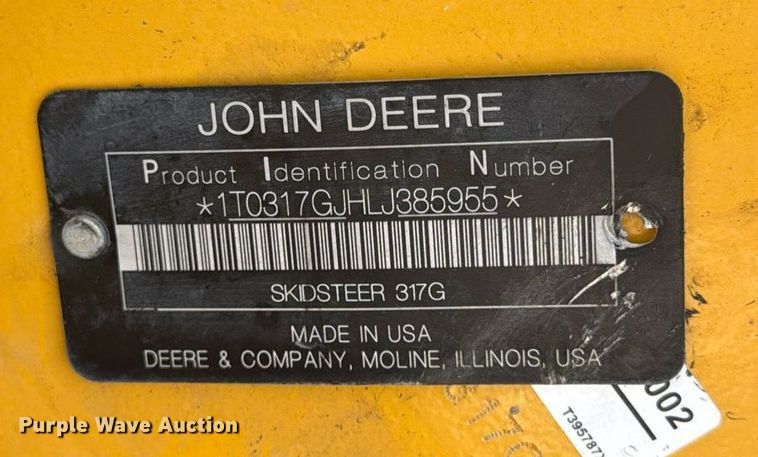 JOHN DEERE
Product Identification Number
*1T0317GJHLJ385955*
SKIDSTEER 317G
MADE IN USA
DEERE & COMPANY, MOLINE, ILLINOIS, USA
002
Purple Wave Auction